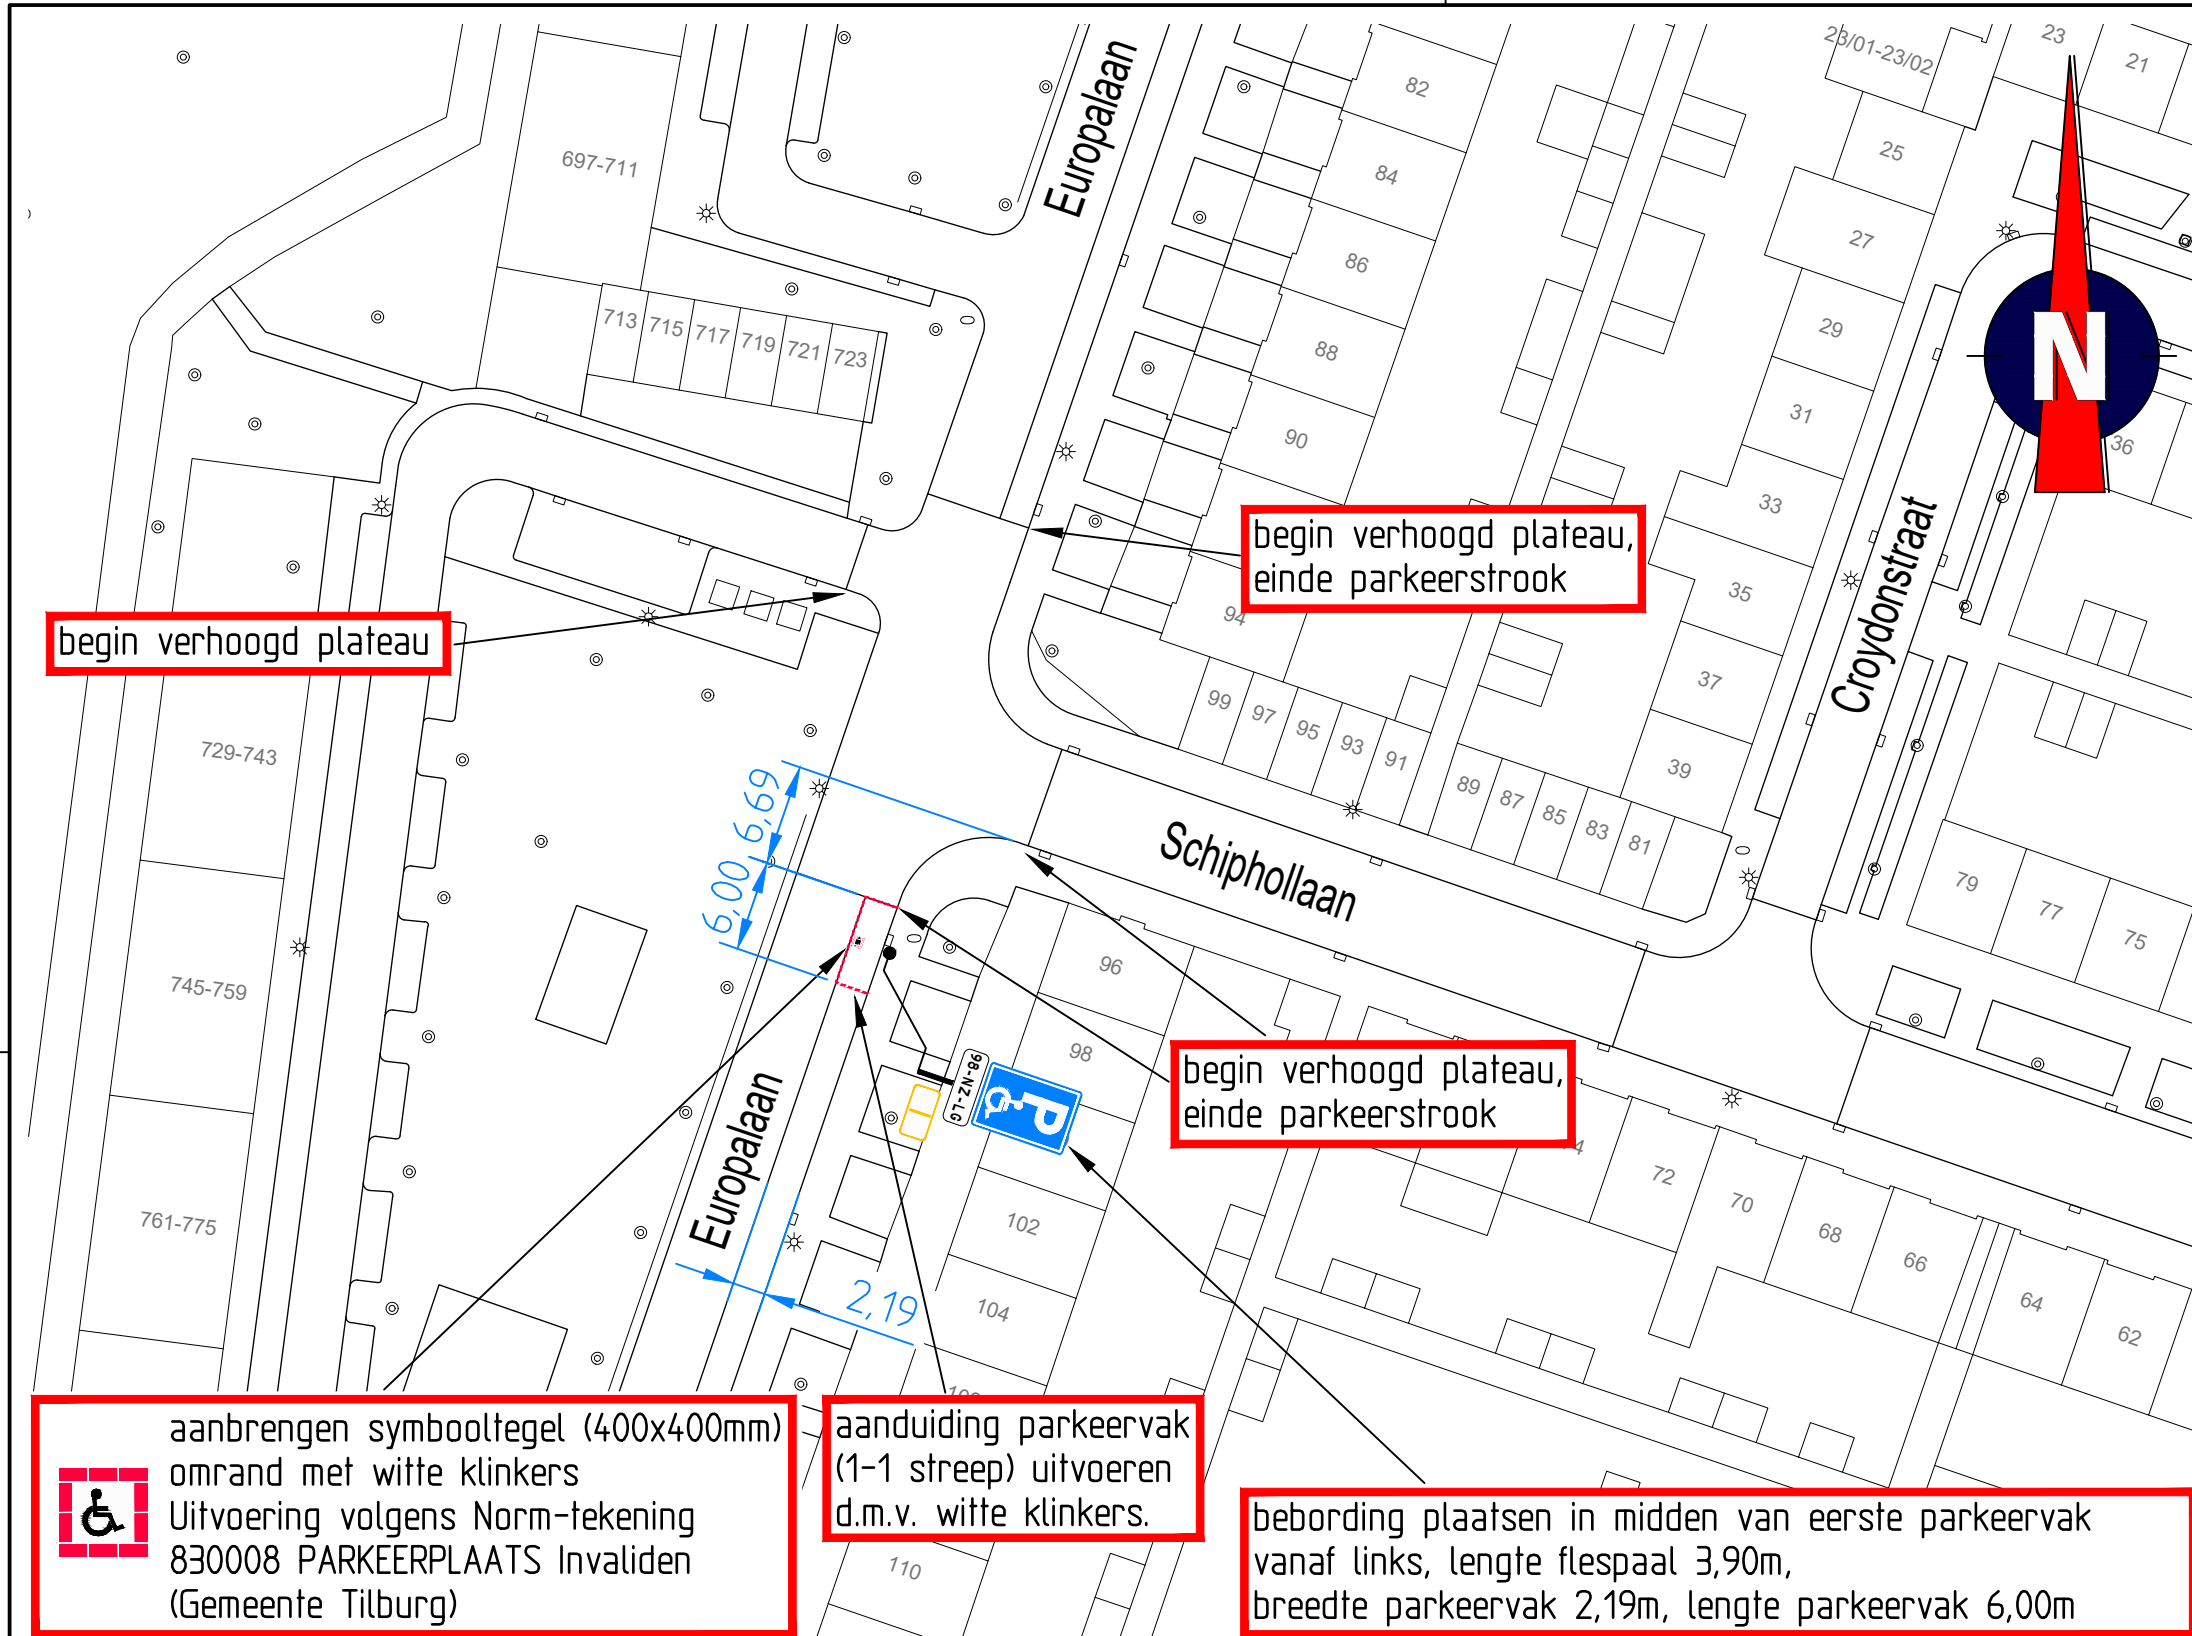 Europalaan
23/01-23/02
23
21
82
697-711
25
84
27
86
29
713
715
717
719
721
723
88
31
90
36
N
33
Croydonstraat
begin verhoogd plateau,
einde parkeerstrook
35
94
begin verhoogd plateau
37
99
97
95
93
91
729-743
39
89
87
85
83
81
6,69
6,00
Schiphollaan
79
77
75
96
745-759
98
98-NZ-LG
P
begin verhoogd plateau,
einde parkeerstrook
72
70
68
66
64
62
Europalaan
761-775
102
104
2,19
aanbrengen symbooltegel (400x400mm)
omrand met witte klinkers
Uitvoering volgens Norm-tekening
830008 PARKEERPLAATS Invaliden
(Gemeente Tilburg)
aanduiding parkeervak
(1-1 streep) uitvoeren
d.m.v. witte klinkers.
110
bebording plaatsen in midden van eerste parkeervak
vanaf links, lengte flespaal 3,90m,
breedte parkeervak 2,19m, lengte parkeervak 6,00m